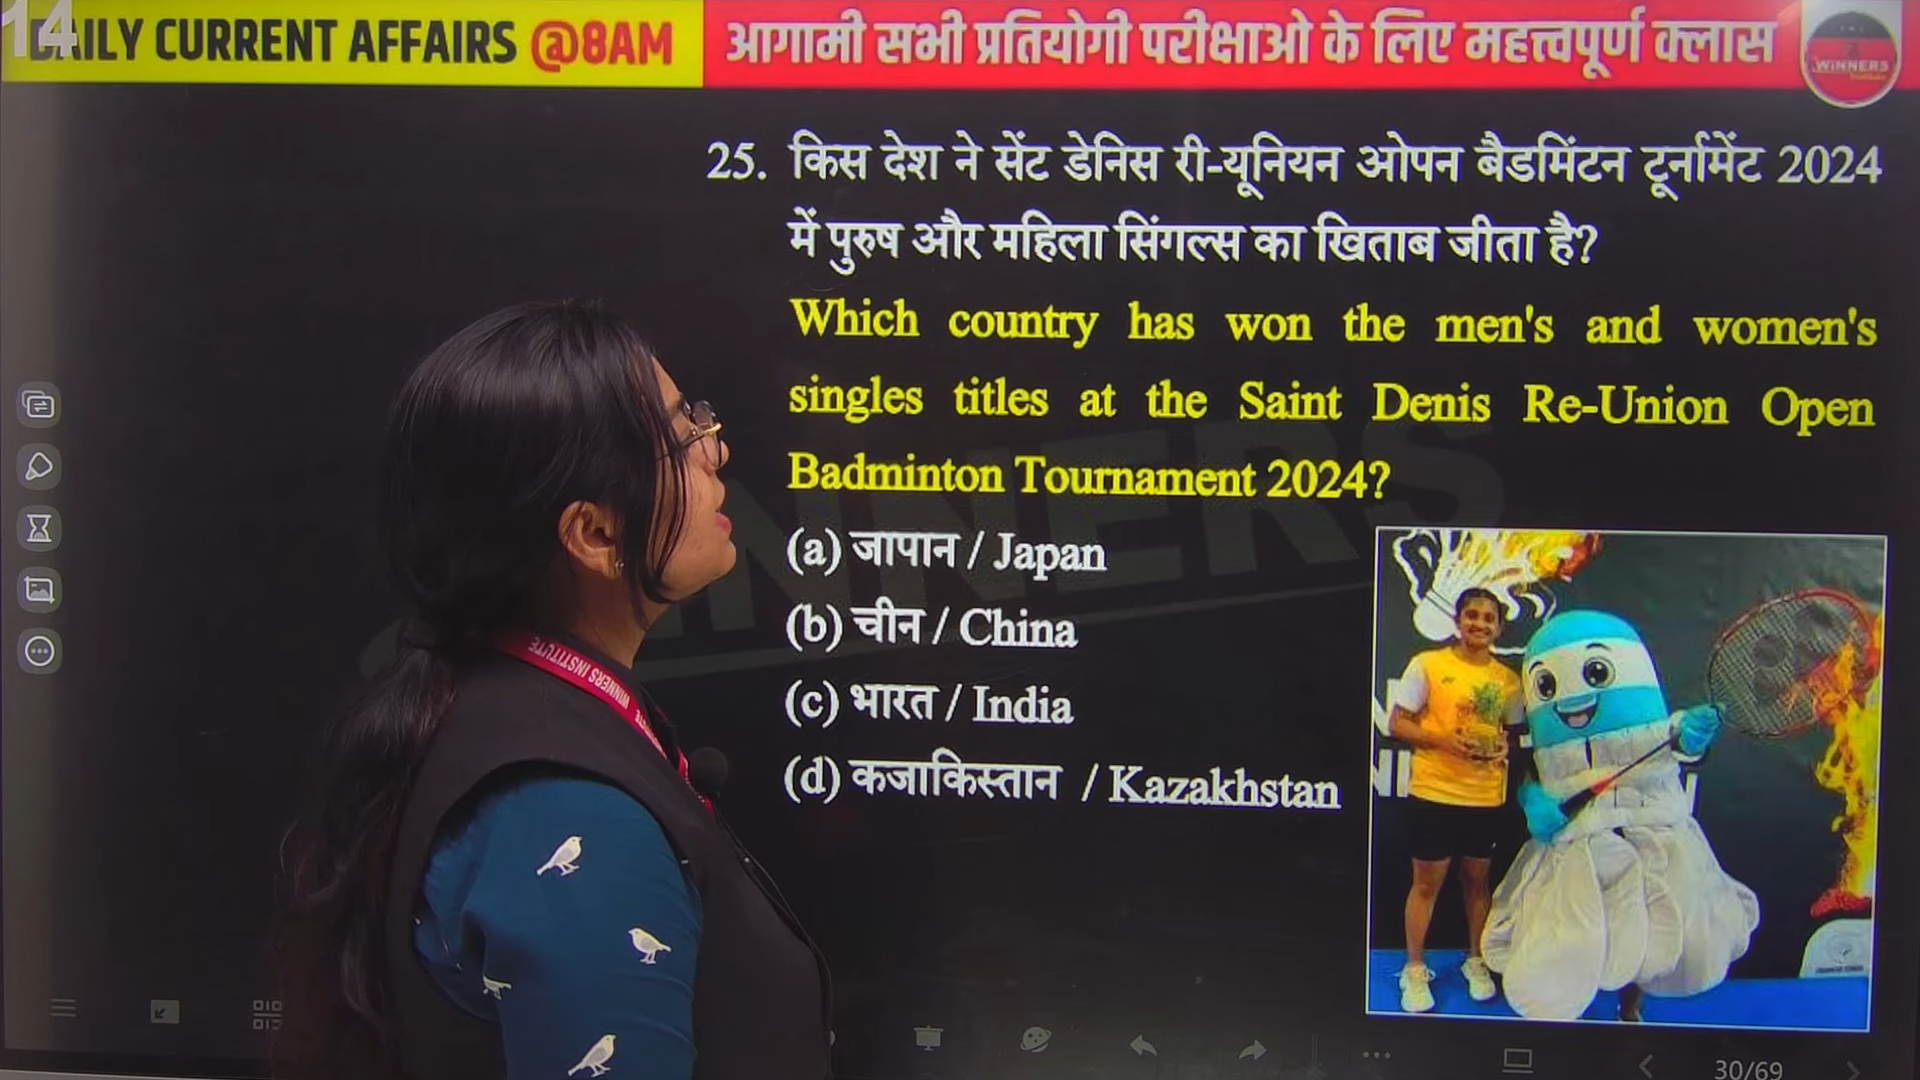 14
DAILY CURRENT AFFAIRS @8AM
आगामी सभी प्रतियोगी परीक्षाओ के लिए महत्त्वपूर्ण क्लास
WINNERS
25. किस देश ने सेंट डेनिस री-यूनियन ओपन बैडमिंटन टूर्नामेंट 2024
में पुरुष और महिला सिंगल्स का खिताब जीता है?
Which country has won the men's and women's
singles titles at the Saint Denis Re-Union Open
Badminton Tournament 2024?
(a) जापान / Japan
(b) चीन / China
(c) भारत / India
(d) कजाकिस्तान / Kazakhstan
WINNERS
WINNERS INSTITUTE
30/69